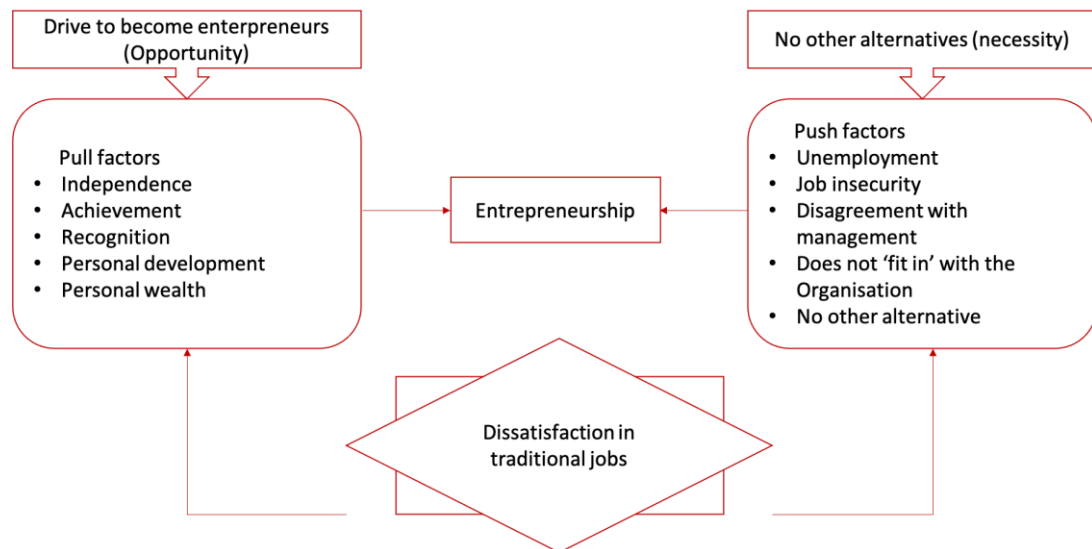 Drive to become enterpreneurs
(Opportunity)
No other alternatives (necessity)
Pull factors
• Independence
• Achievement
• Recognition
• Personal development
• Personal wealth
Entrepreneurship
Push factors
• Unemployment
• Job insecurity
• Disagreement with
management
• Does not ‘fit in’ with the
Organisation
• No other alternative
Dissatisfaction in
traditional jobs